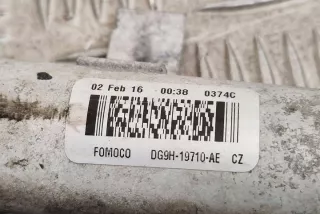 02 Feb 16 00:38 0374C
FOMOCO DG9H-19710-AE CZ